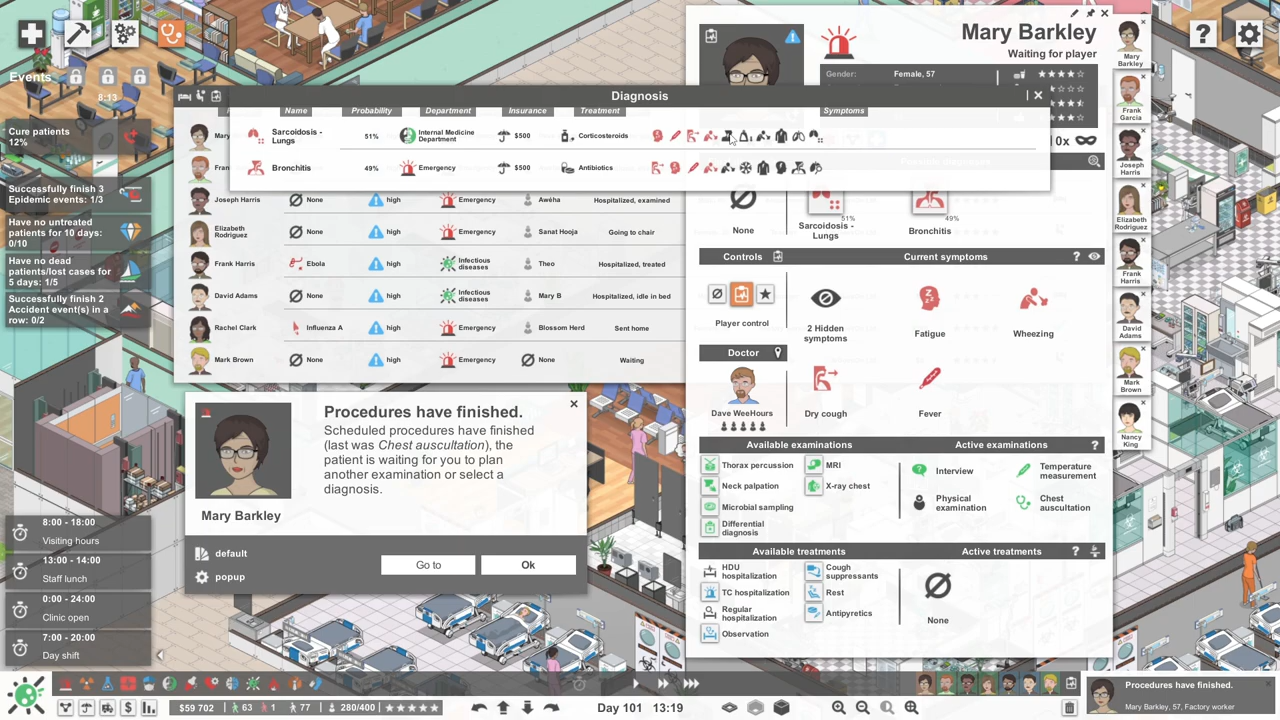 Events
8:13
Cure patients
12%
Successfully finish 3
Epidemic events: 1/3
Have no untreated
patients for 10 days:
0/10
Have no dead
patients/lost cases for
5 days: 1/5
Successfully finish 2
Accident event(s) in a
row: 0/2
8:00 - 18:00
Visiting hours
13:00 - 14:00
Staff lunch
0:00 - 24:00
Clinic open
7:00 - 20:00
Day shift
Diagnosis
Name
Probability
Department
Insurance
Treatment
Symptoms
Sarcoidosis -
Lungs
51%
Internal Medicine
Department
$500
Corticosteroids
Bronchitis
49%
Emergency
$500
Antibiotics
Mary
Fran
Joseph Harris
None
high
Emergency
Awéha
Hospitalized, examined
Elizabeth
Rodriguez
None
high
Emergency
Sanat Hooja
Going to chair
Frank Harris
Ebola
high
Infectious
diseases
Theo
Hospitalized, treated
David Adams
None
high
Infectious
diseases
Mary B
Hospitalized, idle in bed
Rachel Clark
Influenza A
high
Emergency
Blossom Herd
Sent home
Mark Brown
None
high
Emergency
None
Waiting
Procedures have finished.
Scheduled procedures have finished
(last was Chest auscultation), the
patient is waiting for you to plan
another examination or select a
diagnosis.
Mary Barkley
default
popup
Go to
Ok
Mary Barkley
Waiting for player
Gender:
Female, 57
0x
None
51%
Sarcoidosis -
Lungs
49%
Bronchitis
Controls
Current symptoms
?
Player control
2 Hidden
symptoms
Fatigue
Wheezing
Doctor
Dave WeeHours
Dry cough
Fever
Available examinations
Active examinations
?
Thorax percussion
MRI
Neck palpation
X-ray chest
Microbial sampling
Differential
diagnosis
Interview
Temperature
measurement
Physical
examination
Chest
auscultation
Available treatments
Active treatments
?
HDU
hospitalization
Cough
suppressants
TC hospitalization
Rest
Regular
hospitalization
Antipyretics
Observation
None
Mary
Barkley
Frank
Garcia
Joseph
Harris
Elizabeth
Rodriguez
Frank
Harris
David
Adams
Mark
Brown
Nancy
King
?
$59 702
63
1
77
280/400
Day 101 13:19
Procedures have finished.
Mary Barkley, 57, Factory worker